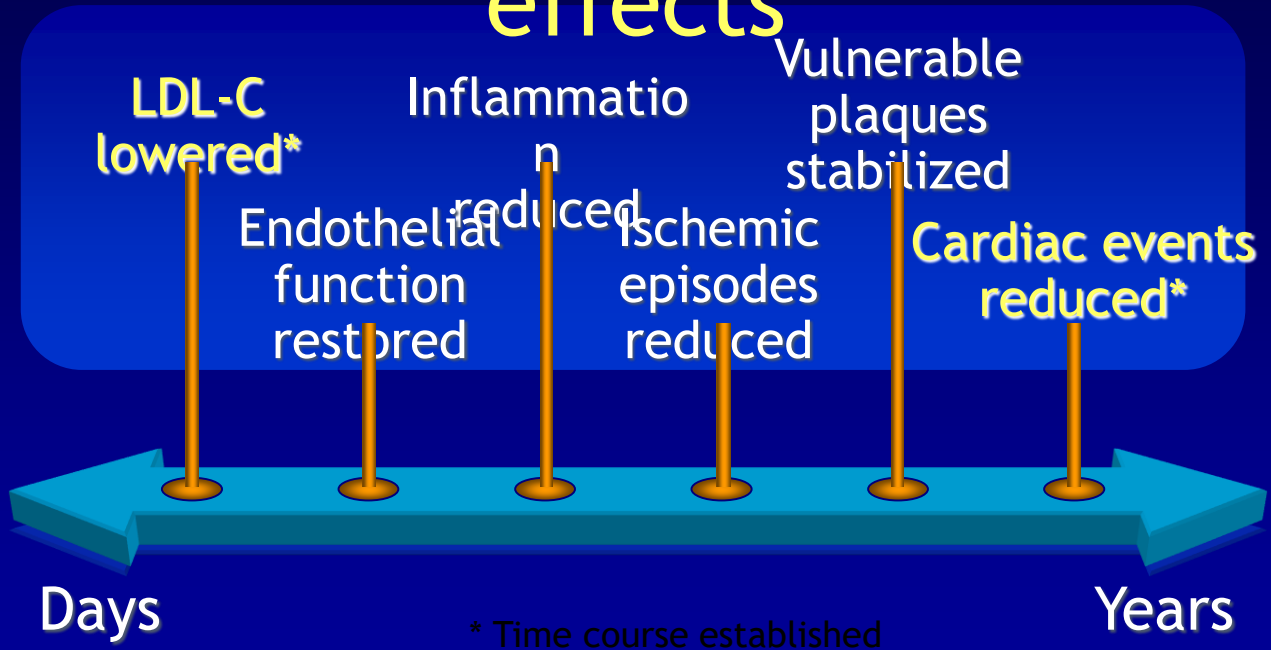 effects
LDL-C
lowered*
Inflammatio
n
reduced
Vulnerable
plaques
stabilized
Endothelial
function
restored
Ischemic
episodes
reduced
Cardiac events
reduced*
Days
Years
* Time course established